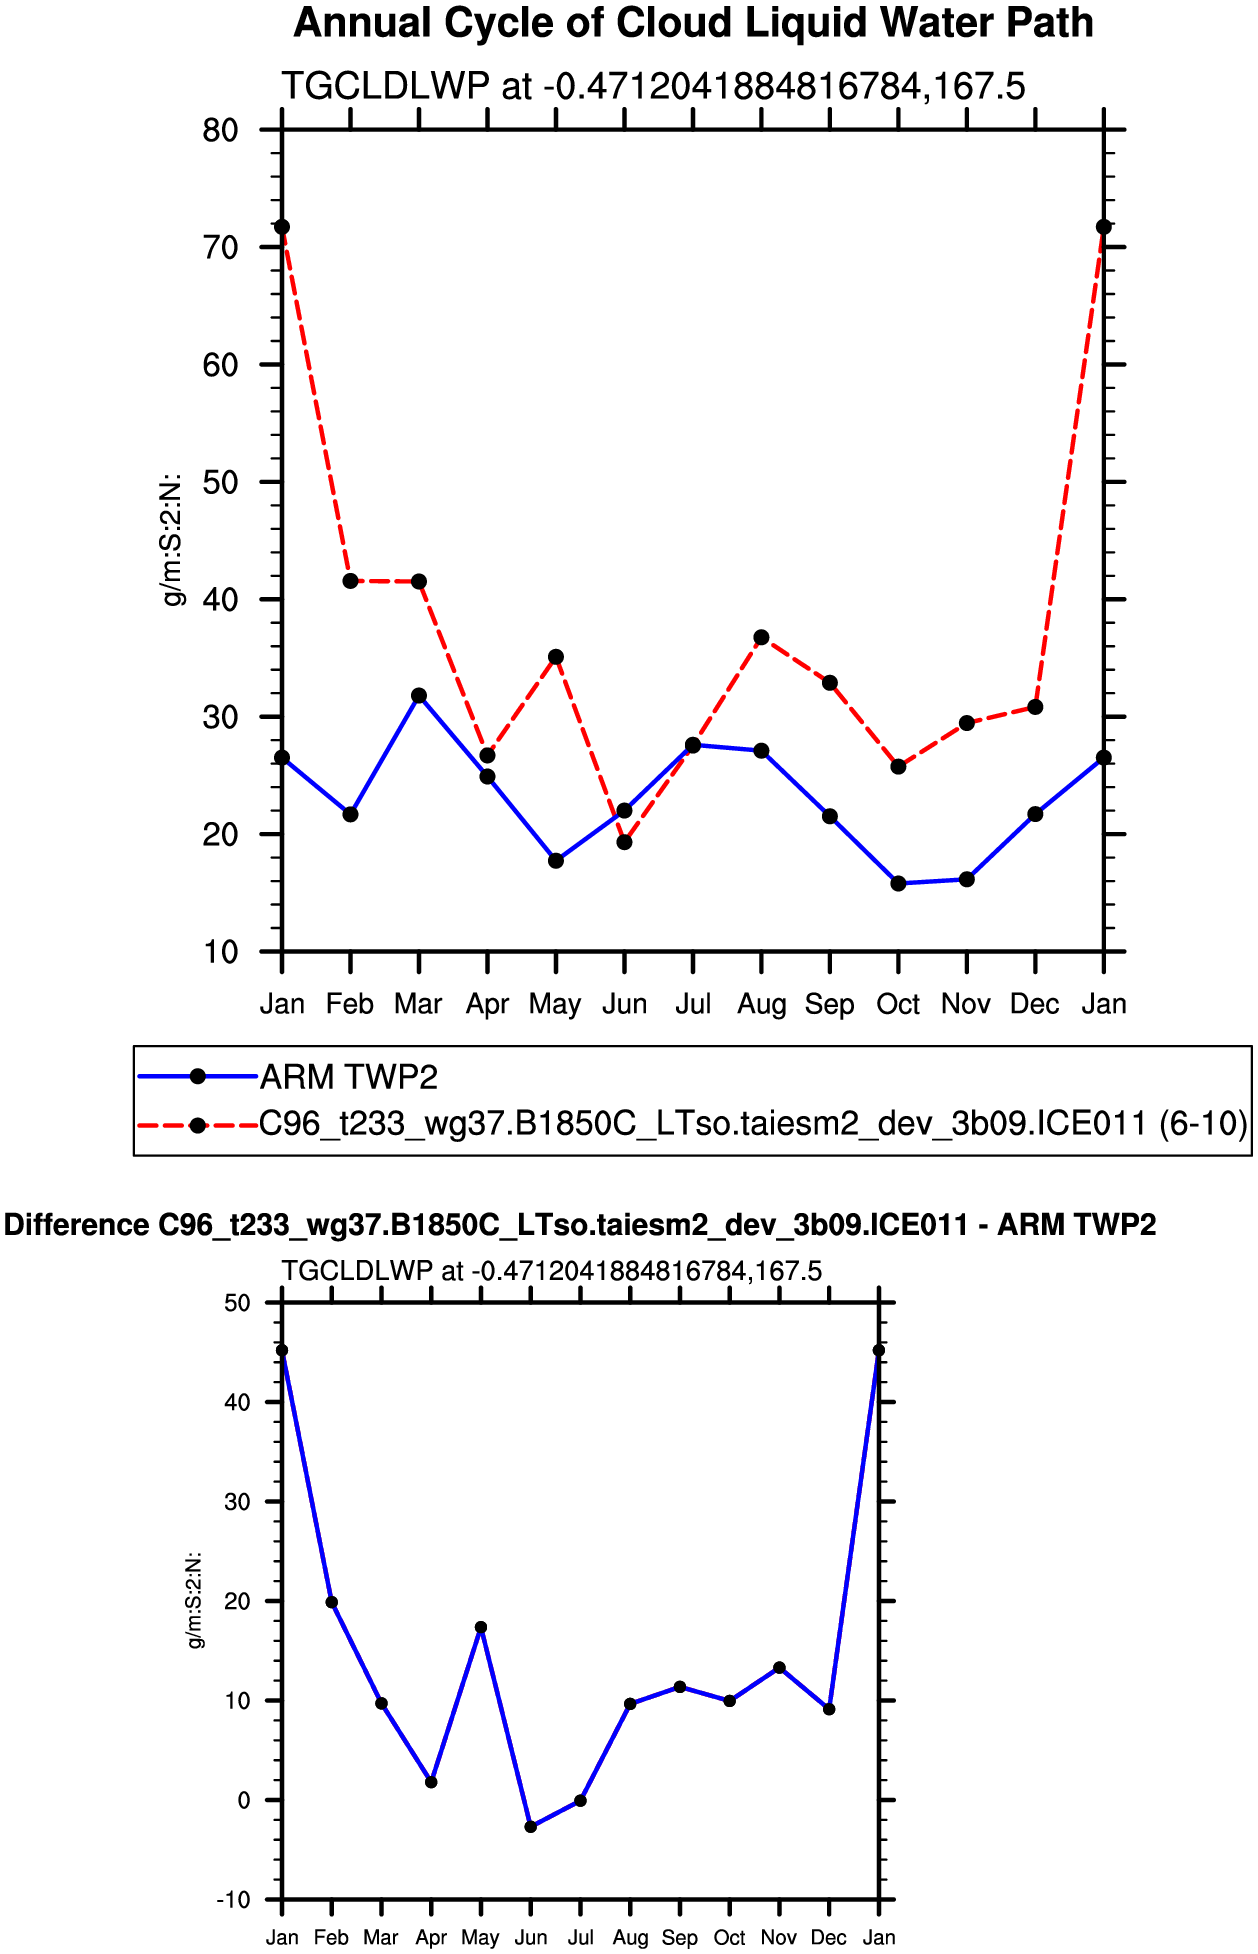 Annual Cycle of Cloud Liquid Water Path
TGCLDLWP at -0.4712041884816784,167.5
80
70
60
50
40
30
20
10
g/m:S:2:N:
Jan Feb Mar Apr May Jun Jul Aug Sep Oct Nov Dec Jan
ARM TWP2
C96_t233_wg37.B1850C_LTso.taiesm2_dev_3b09.ICE011 (6-10)
Difference C96_t233_wg37.B1850C_LTso.taiesm2_dev_3b09.ICE011 - ARM TWP2
TGCLDLWP at -0.4712041884816784,167.5
50
40
30
20
10
0
-10
g/m:S:2:N:
Jan Feb Mar Apr May Jun Jul Aug Sep Oct Nov Dec Jan